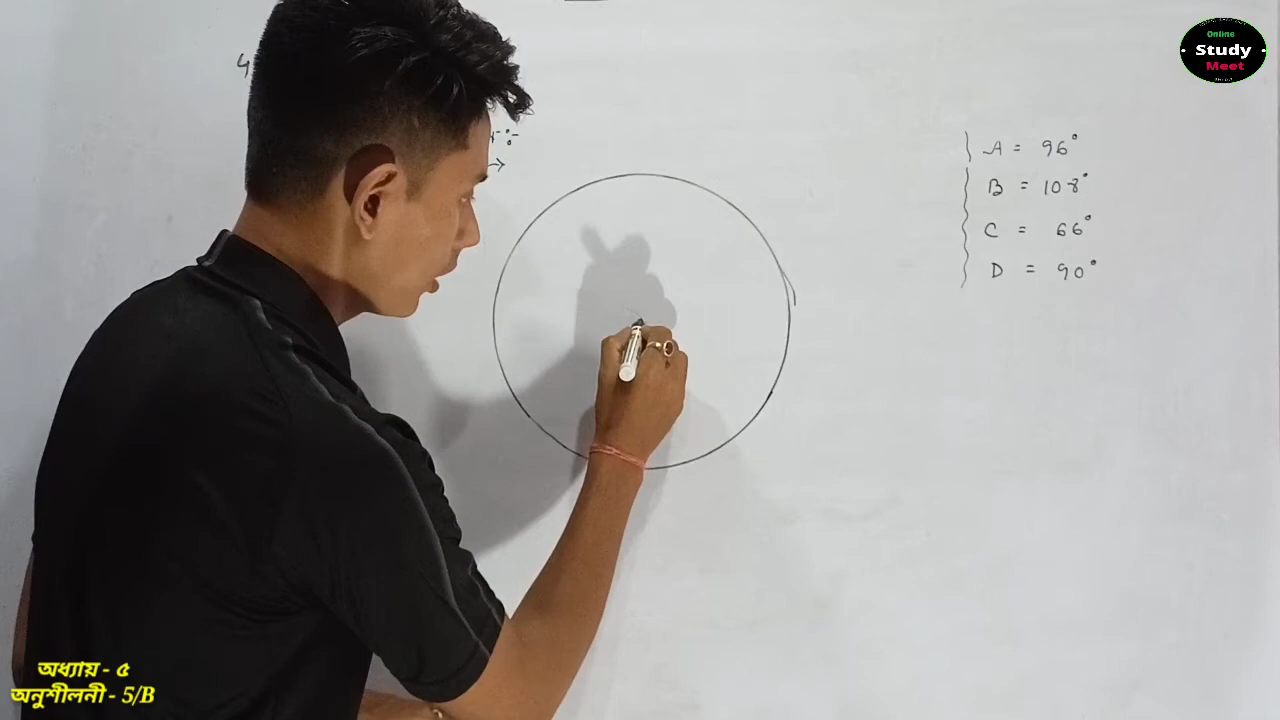 Online
Study
Meet
A = 96°
B = 108°
C = 66°
D = 90°
অধ্যায় - ৫
অনুশীলনী - 5/B